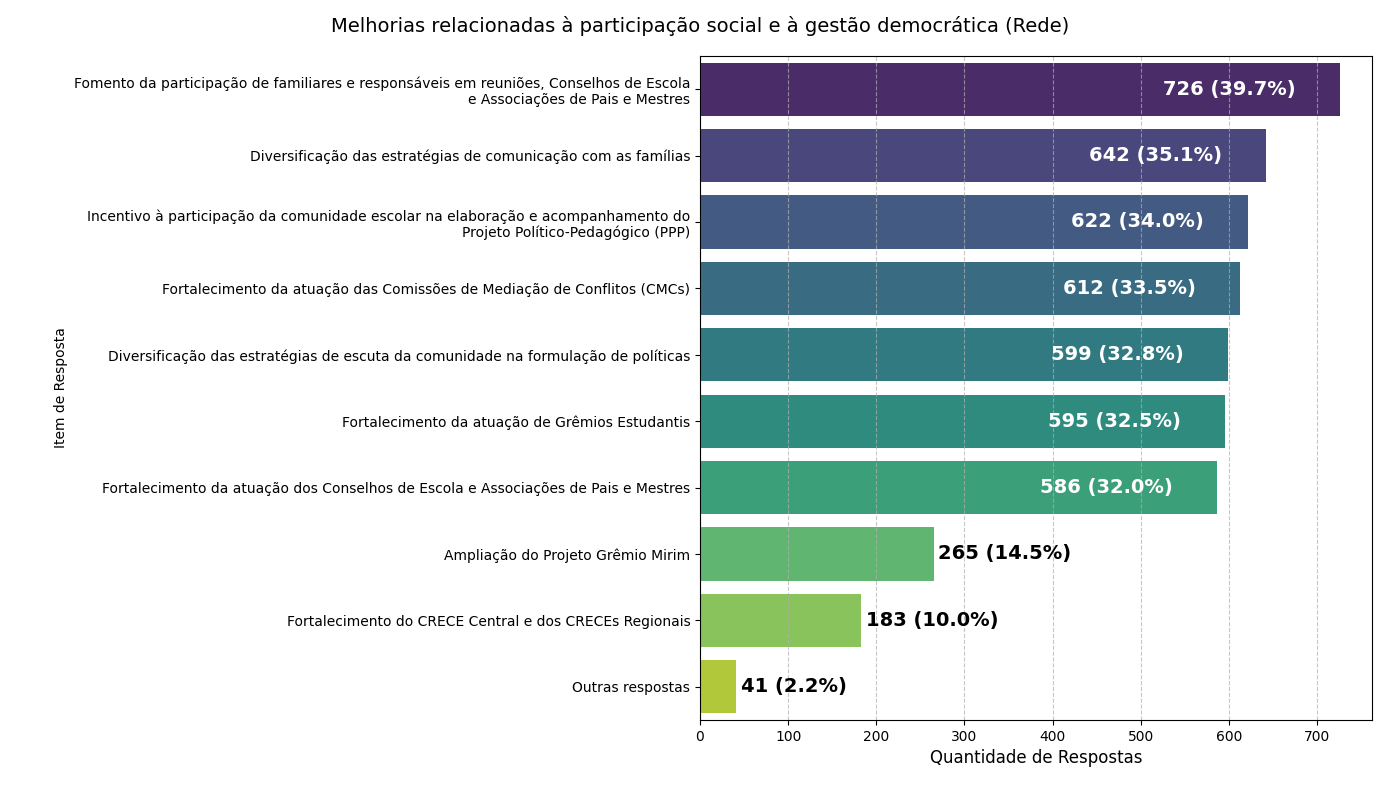 Melhorias relacionadas à participação social e à gestão democrática (Rede)
Fomento da participação de familiares e responsáveis em reuniões, Conselhos de Escola
e Associações de Pais e Mestres
726 (39.7%)
Diversificação das estratégias de comunicação com as famílias
642 (35.1%)
Incentivo à participação da comunidade escolar na elaboração e acompanhamento do
Projeto Político-Pedagógico (PPP)
622 (34.0%)
Fortalecimento da atuação das Comissões de Mediação de Conflitos (CMCs)
612 (33.5%)
Diversificação das estratégias de escuta da comunidade na formulação de políticas
599 (32.8%)
Fortalecimento da atuação de Grêmios Estudantis
595 (32.5%)
Fortalecimento da atuação dos Conselhos de Escola e Associações de Pais e Mestres
586 (32.0%)
Ampliação do Projeto Grêmio Mirim
265 (14.5%)
Fortalecimento do CRECE Central e dos CRECEs Regionais
183 (10.0%)
Outras respostas
41 (2.2%)
Item de Resposta
0 100 200 300 400 500 600 700
Quantidade de Respostas